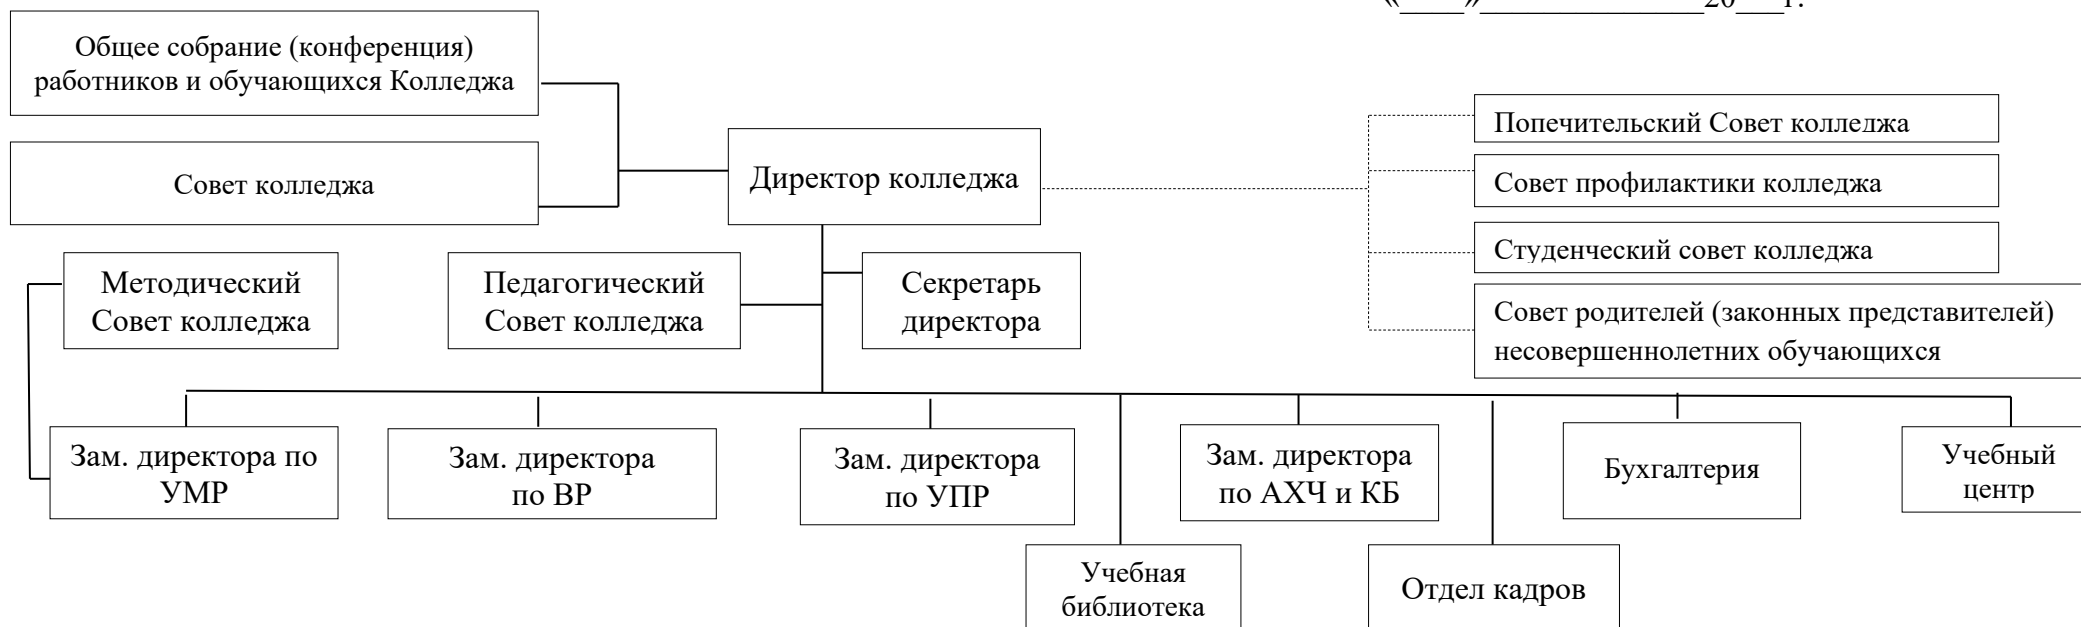 «____»______________20___г.
Общее собрание (конференция)
работников и обучающихся Колледжа
Совет колледжа
Директор колледжа
Попечительский Совет колледжа
Совет профилактики колледжа
Студенческий совет колледжа
Совет родителей (законных представителей)
несовершеннолетних обучающихся
Методический
Совет колледжа
Педагогический
Совет колледжа
Секретарь
директора
Зам. директора по
УМР
Зам. директора
по ВР
Зам. директора
по УПР
Зам. директора
по АХЧ и КБ
Бухгалтерия
Учебный
центр
Учебная
библиотека
Отдел кадров